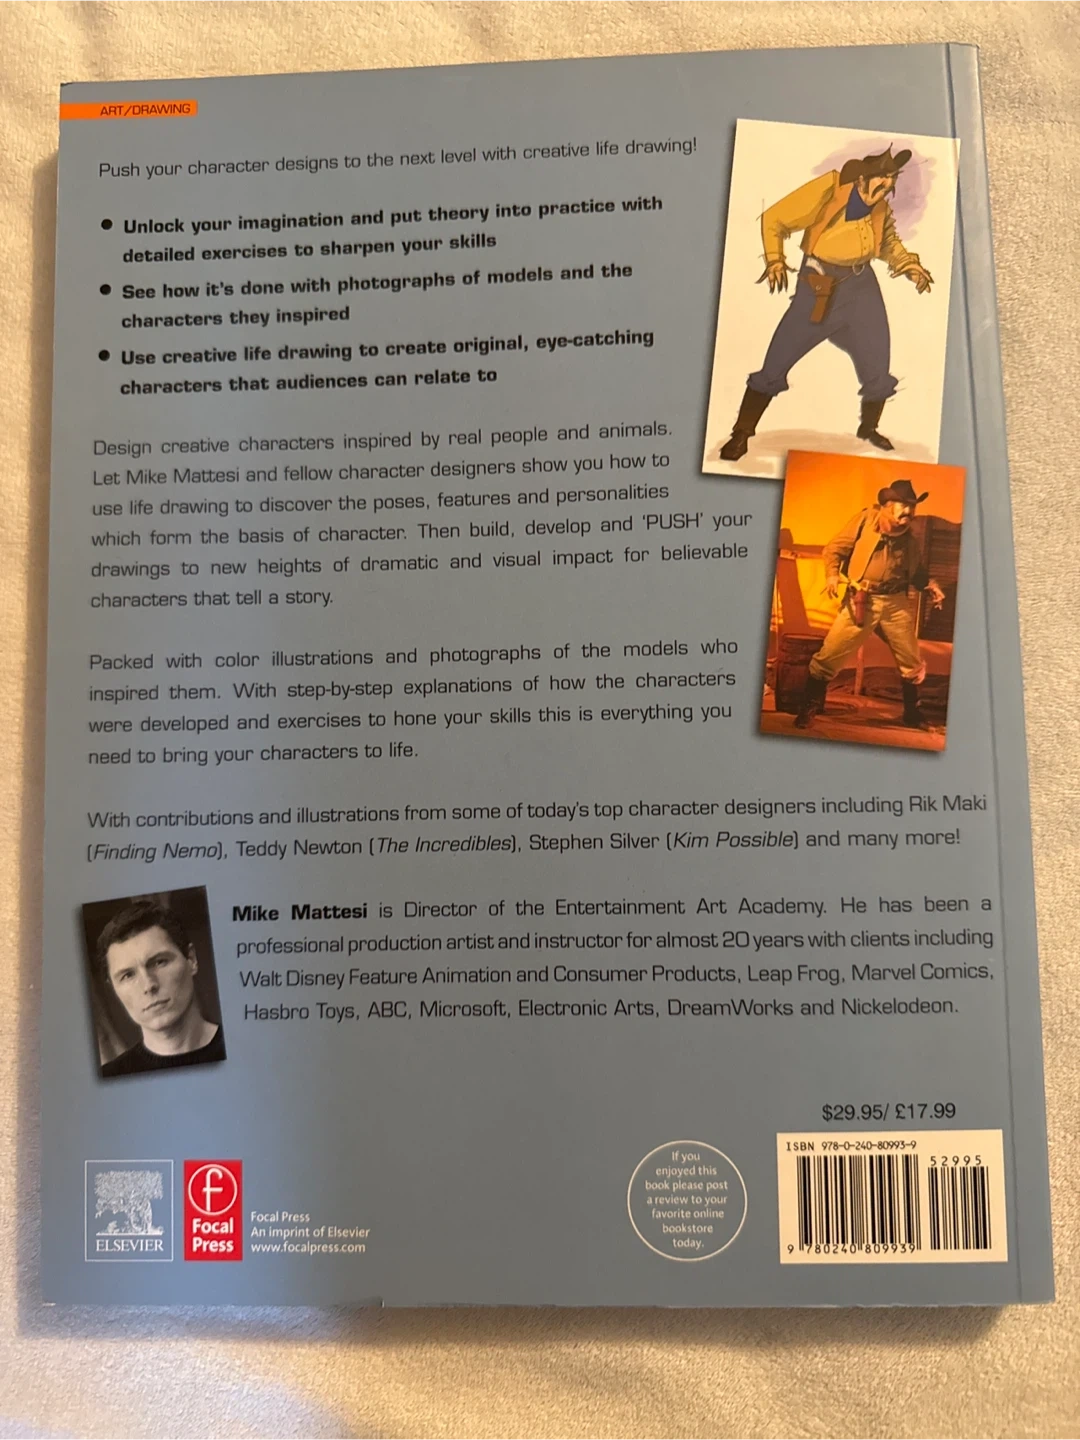 ART/DRAWING
Push your character designs to the next level with creative life drawing!
● Unlock your imagination and put theory into practice with
detailed exercises to sharpen your skills
● See how it's done with photographs of models and the
characters they inspired
● Use creative life drawing to create original, eye-catching
characters that audiences can relate to
Design creative characters inspired by real people and animals.
Let Mike Mattesi and fellow character designers show you how to
use life drawing to discover the poses, features and personalities
which form the basis of character. Then build, develop and 'PUSH' your
drawings to new heights of dramatic and visual impact for believable
characters that tell a story.
Packed with color illustrations and photographs of the models who
inspired them. With step-by-step explanations of how the characters
were developed and exercises to hone your skills this is everything you
need to bring your characters to life.
With contributions and illustrations from some of today's top character designers including Rik Maki
(Finding Nemo), Teddy Newton (The Incredibles), Stephen Silver (Kim Possible) and many more!
Mike Mattesi is Director of the Entertainment Art Academy. He has been a
professional production artist and instructor for almost 20 years with clients including
Walt Disney Feature Animation and Consumer Products, Leap Frog, Marvel Comics,
Hasbro Toys, ABC, Microsoft, Electronic Arts, DreamWorks and Nickelodeon.
$29.95/ £17.99
ELSEVIER
f
Focal
Press
Focal Press
An imprint of Elsevier
www.focalpress.com
If you
enjoyed this
book please post
a review to your
favorite online
bookstore
today.
ISBN 978-0-240-80993-9
52995
9 780240 809939